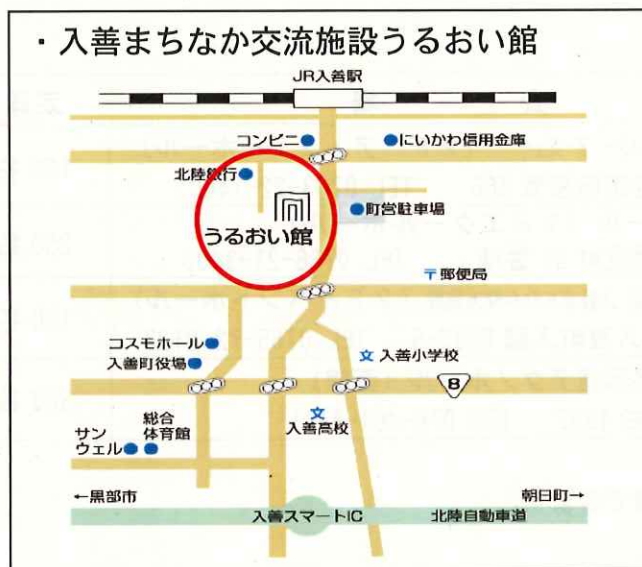 ・入善まちなか交流施設うるおい館
JR入善駅
コンビニ
にいかわ信用金庫
北陸銀行
町営駐車場
うるおい館
〒郵便局
コスモホール
入善町役場
文 入善小学校
8
文
入善高校
総合
体育館
サン
ウェル
←黒部市
朝日町→
入善スマートIC
北陸自動車道